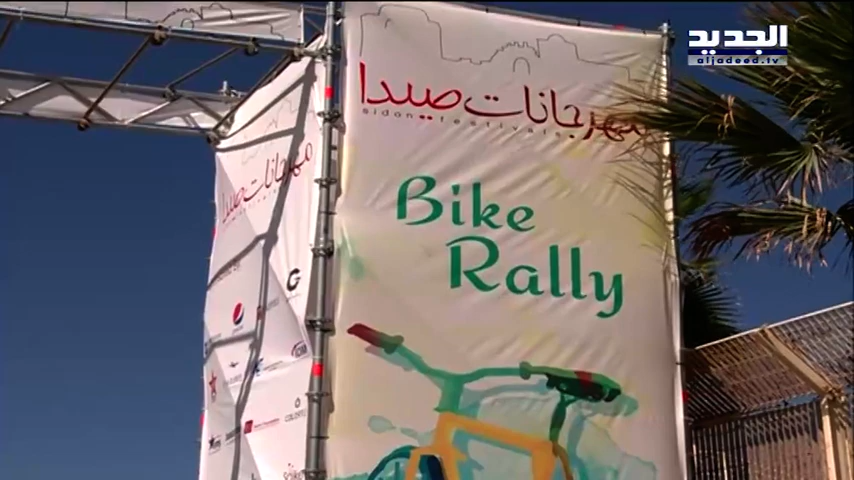 الجديد
aljadeed.tv
مهرجانات صيدا
sidon festivals
Bike
Rally
مهرجانات صيدا